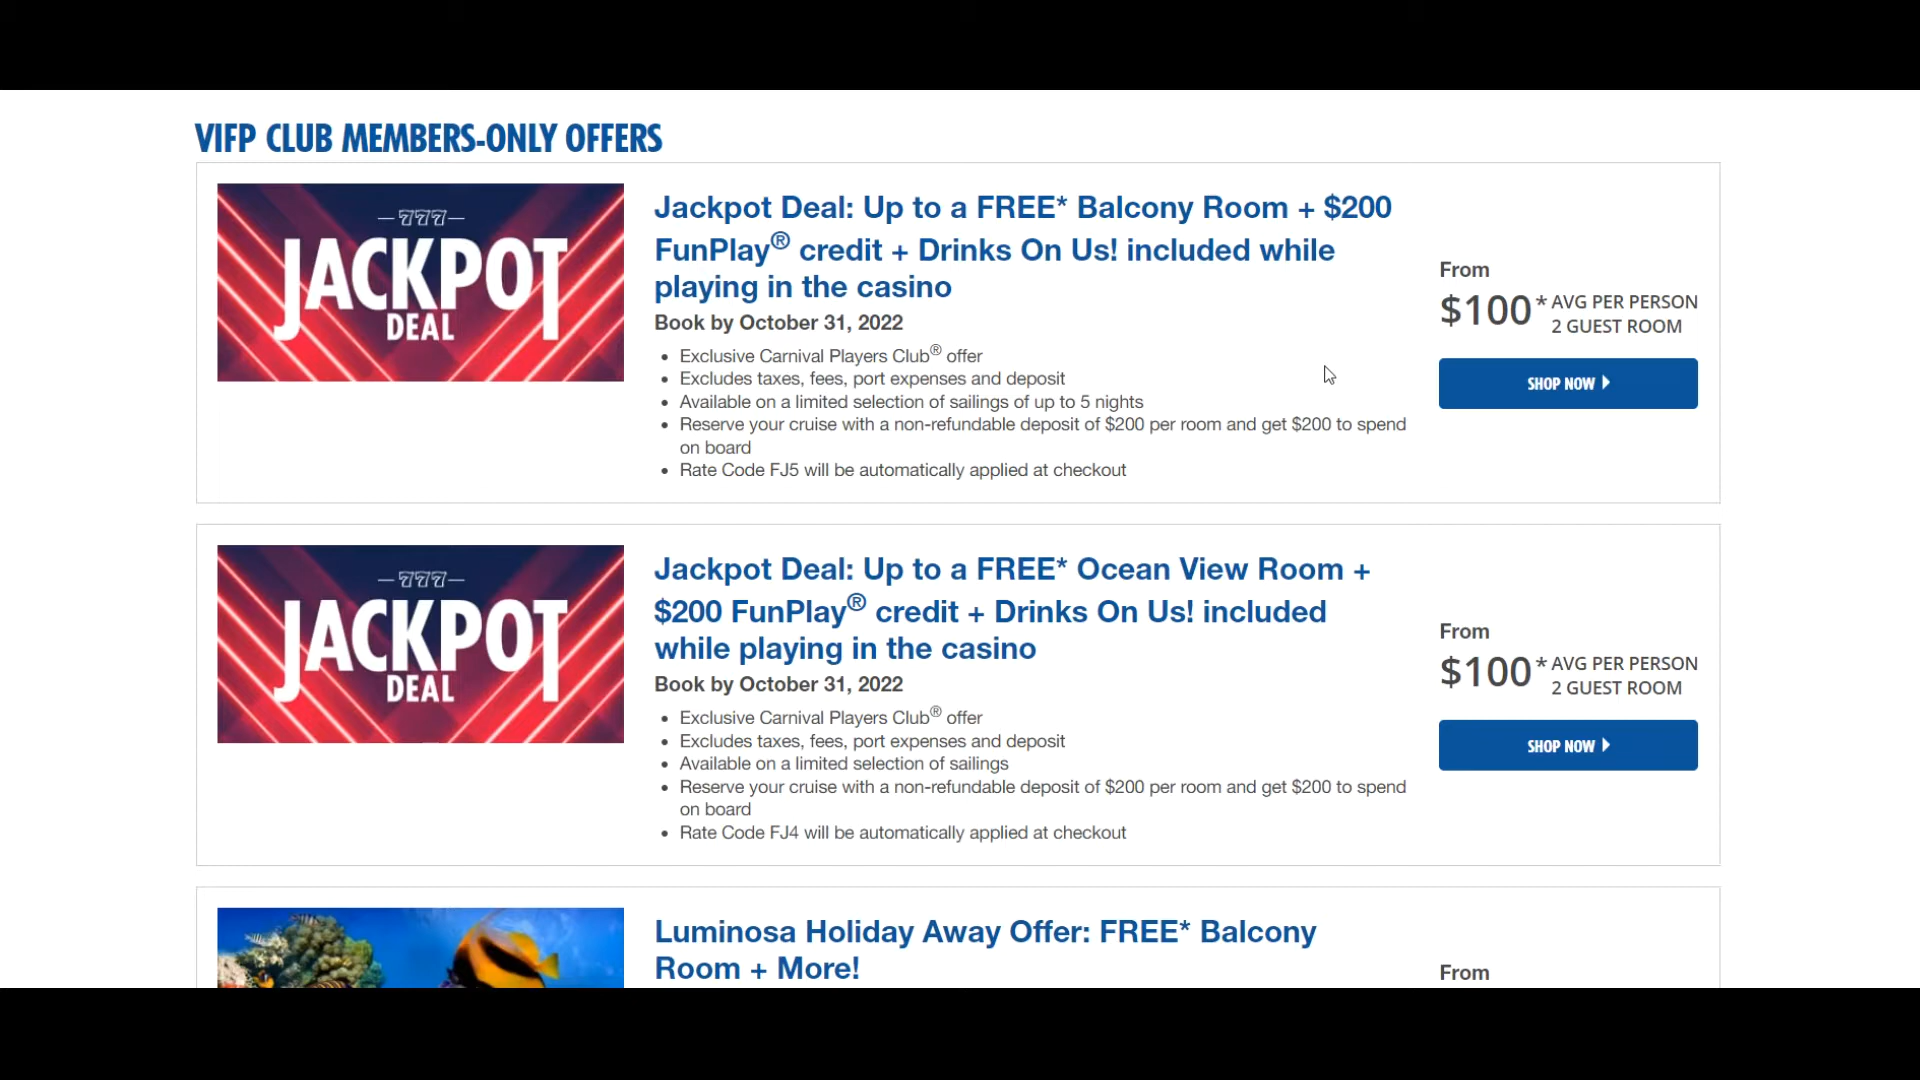 VIFP CLUB MEMBERS-ONLY OFFERS
777
JACKPOT
DEAL
Jackpot Deal: Up to a FREE* Balcony Room + $200
FunPlay® credit + Drinks On Us! included while
playing in the casino
Book by October 31, 2022
• Exclusive Carnival Players Club® offer
• Excludes taxes, fees, port expenses and deposit
• Available on a limited selection of sailings of up to 5 nights
• Reserve your cruise with a non-refundable deposit of $200 per room and get $200 to spend
on board
• Rate Code FJ5 will be automatically applied at checkout
From
$100* AVG PER PERSON
2 GUEST ROOM
SHOP NOW
777
JACKPOT
DEAL
Jackpot Deal: Up to a FREE* Ocean View Room +
$200 FunPlay® credit + Drinks On Us! included
while playing in the casino
Book by October 31, 2022
• Exclusive Carnival Players Club® offer
• Excludes taxes, fees, port expenses and deposit
• Available on a limited selection of sailings
• Reserve your cruise with a non-refundable deposit of $200 per room and get $200 to spend
on board
• Rate Code FJ4 will be automatically applied at checkout
From
$100* AVG PER PERSON
2 GUEST ROOM
SHOP NOW
Luminosa Holiday Away Offer: FREE* Balcony
Room + More!
From